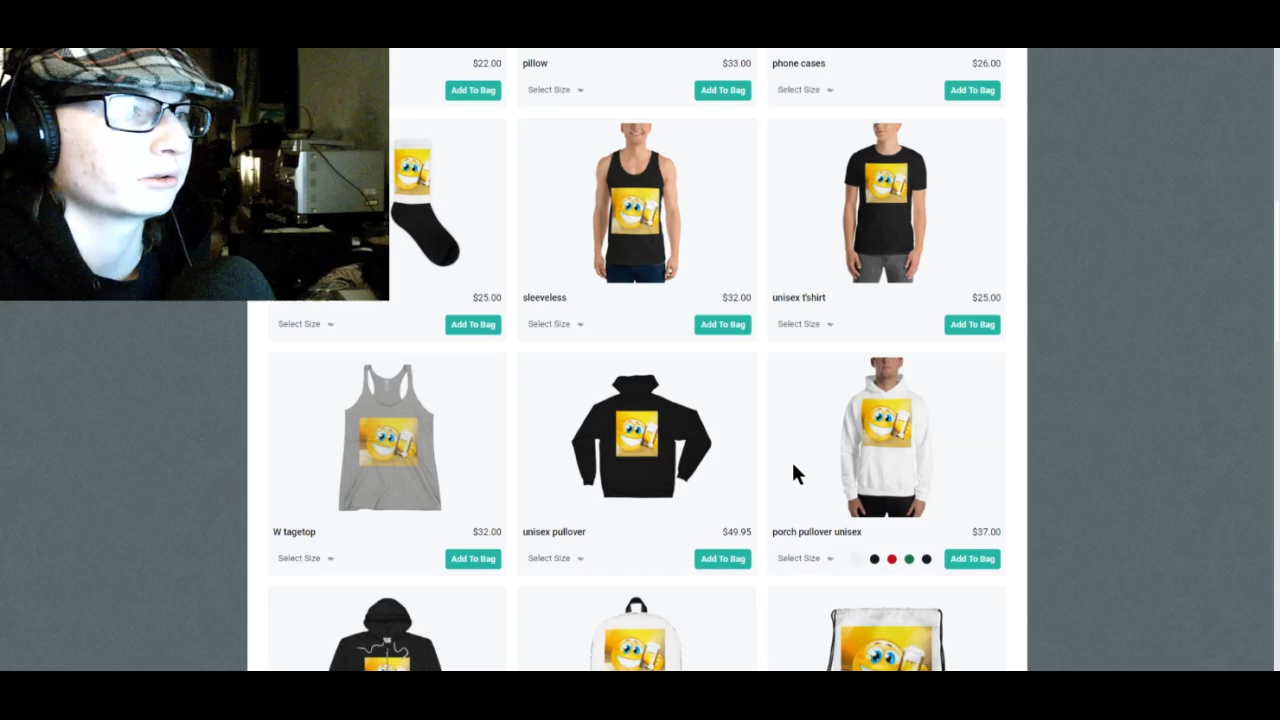 $22.00
pillow $33.00
phone cases $26.00
Add To Bag
Select Size Add To Bag
Select Size Add To Bag
$25.00
sleeveless $32.00
unisex t'shirt $25.00
Select Size Add To Bag
Select Size Add To Bag
Select Size Add To Bag
W tagetop $32.00
unisex pullover $49.95
porch pullover unisex $37.00
Select Size Add To Bag
Select Size Add To Bag
Select Size Add To Bag